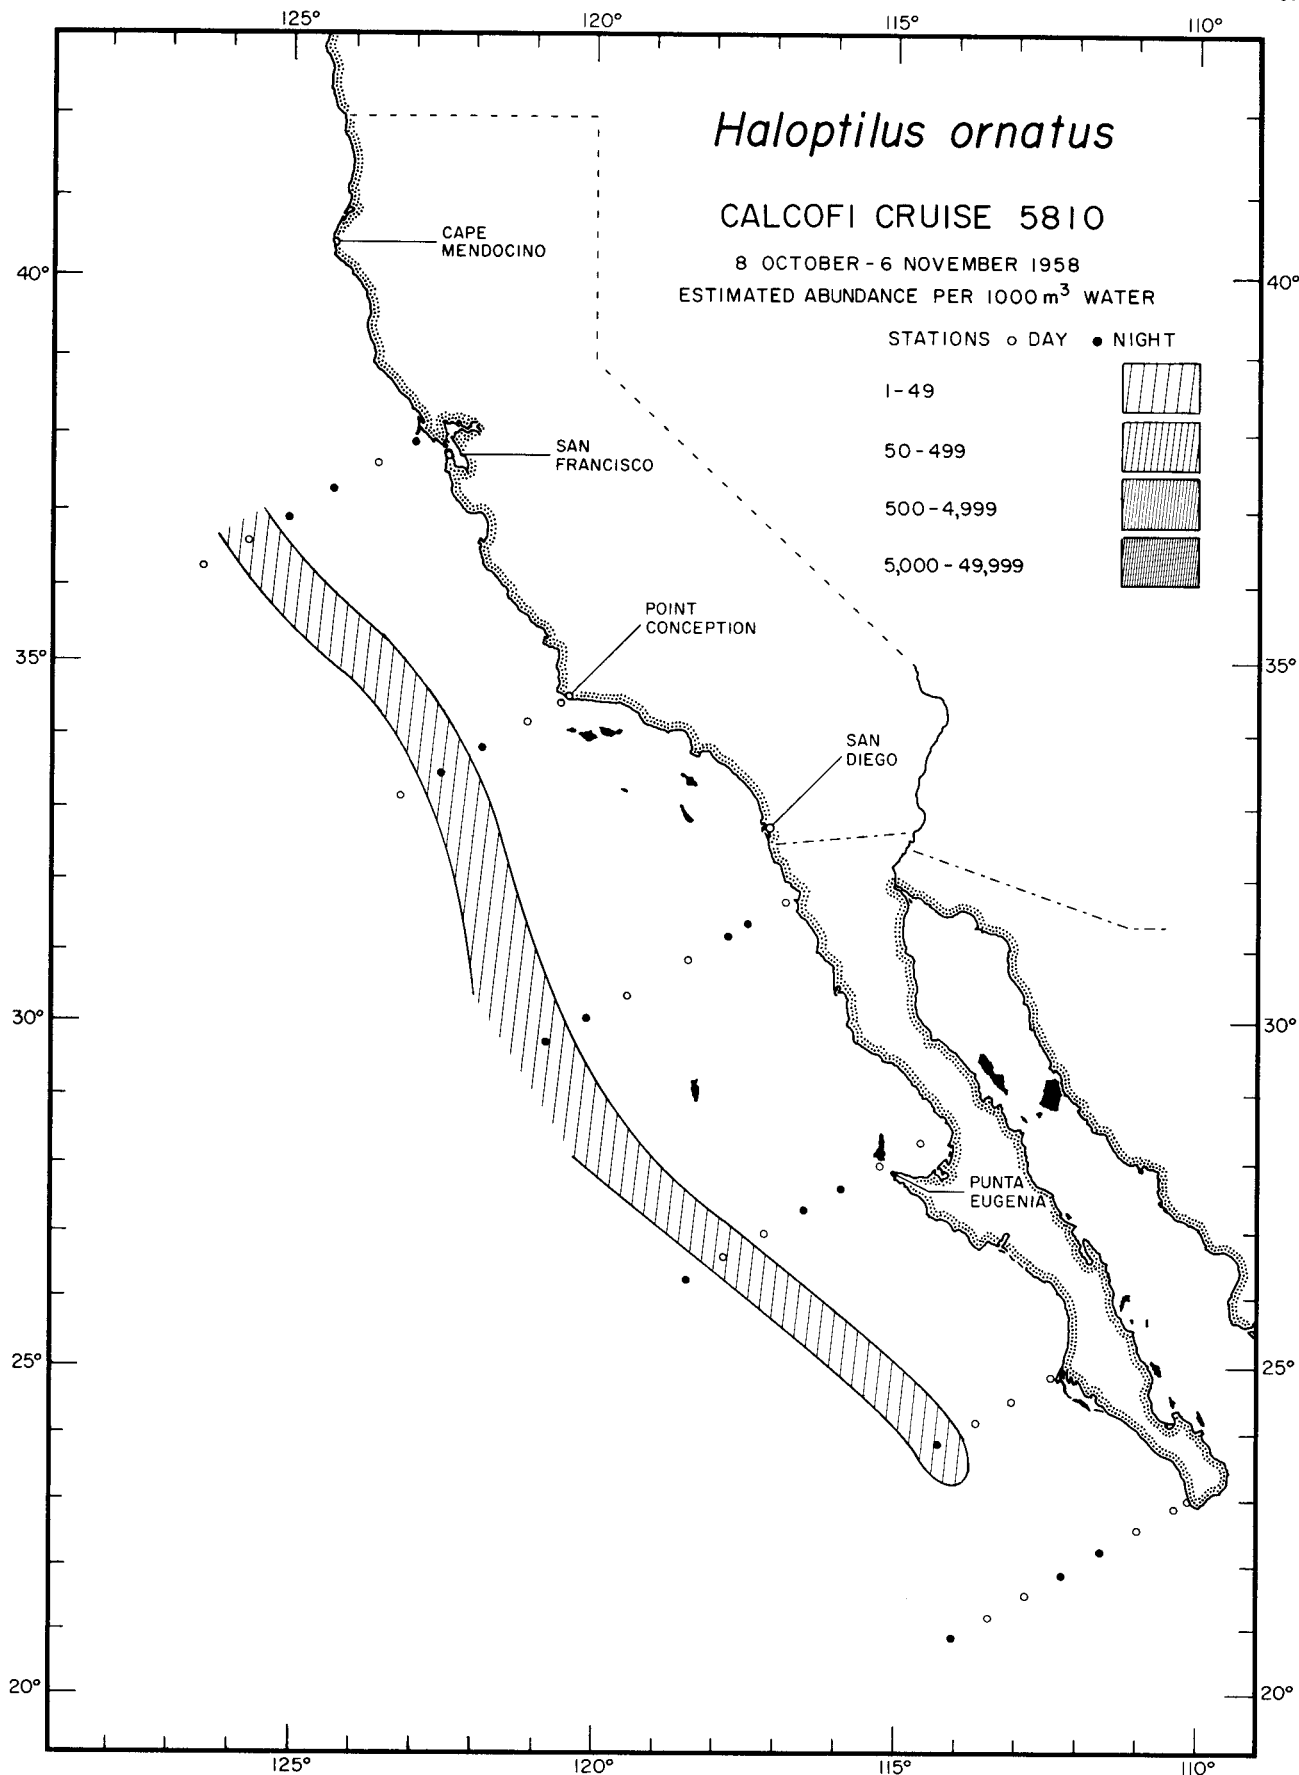 125° 120° 115° 110°
Haloptilus ornatus
CALCOFI CRUISE 5810
8 OCTOBER - 6 NOVEMBER 1958
ESTIMATED ABUNDANCE PER 1000 m³ WATER
STATIONS ○ DAY ● NIGHT
1-49
50-499
500-4,999
5,000-49,999
CAPE
MENDOCINO
40° 40°
SAN
FRANCISCO
POINT
CONCEPTION
35° 35°
SAN
DIEGO
30° 30°
PUNTA
EUGENIA
25° 25°
20° 20°
125° 120° 115° 110°